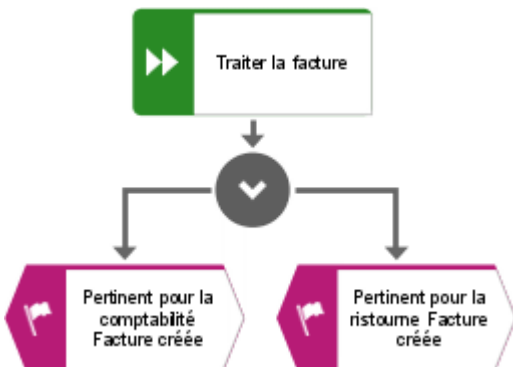 Traiter la facture
Pertinent pour la
comptabilité
Facture créée
Pertinent pour la
ristourne Facture
créée